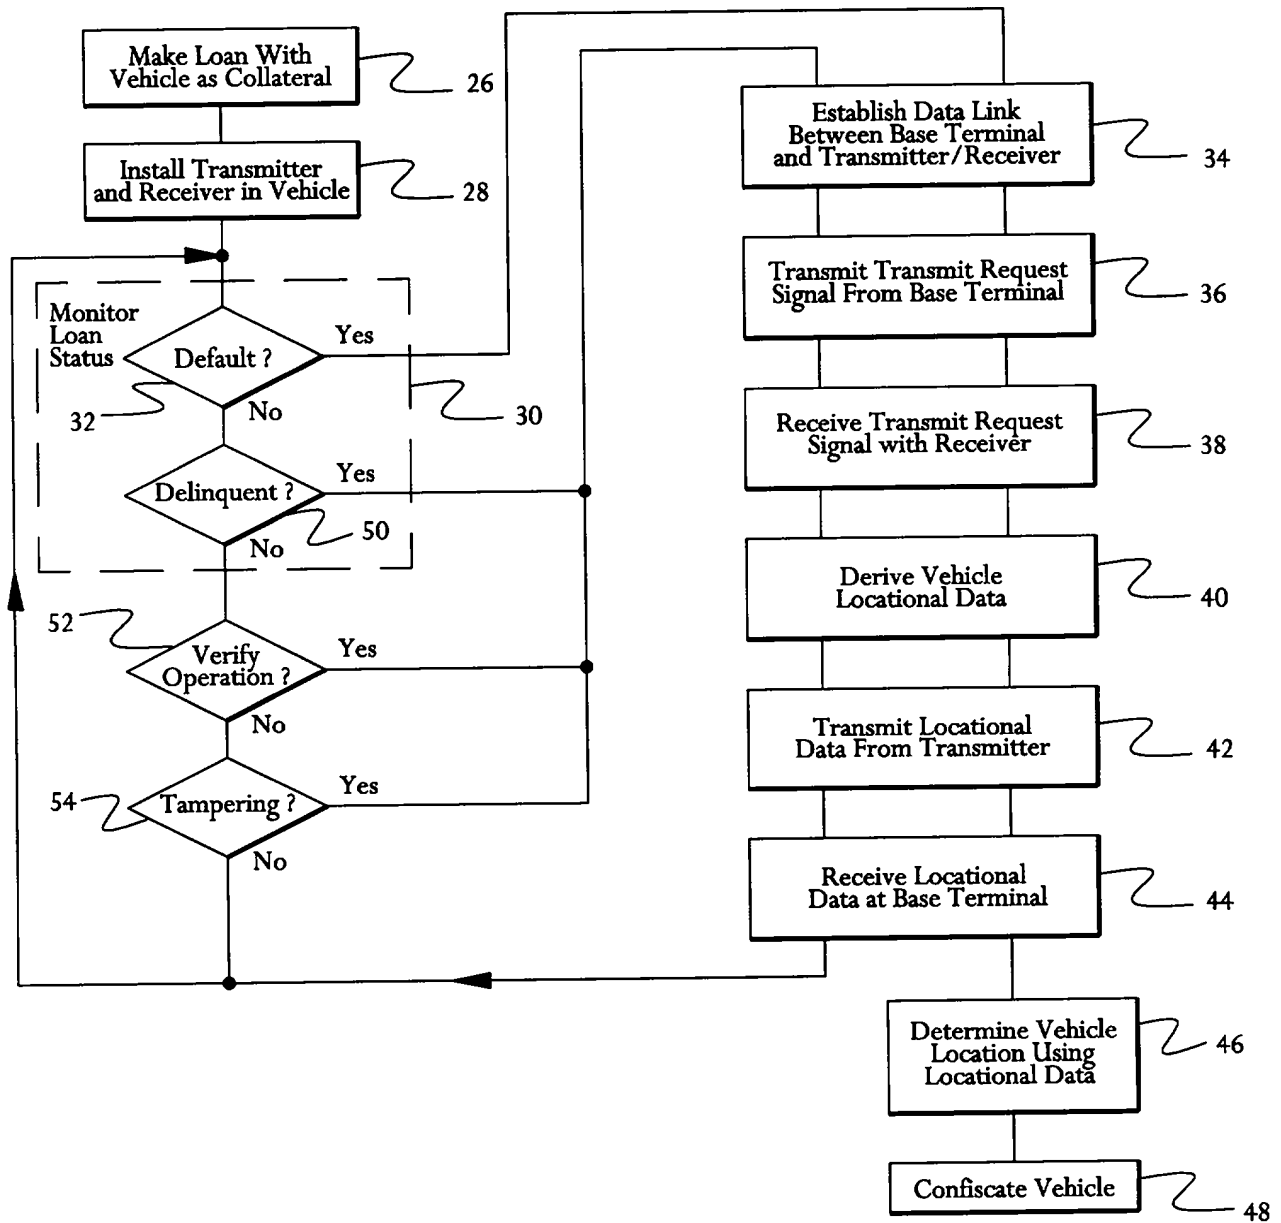 Make Loan With
Vehicle as Collateral
26
Install Transmitter
and Receiver in Vehicle
28
Monitor
Loan
Status
Default ?
Yes
No
32
30
Delinquent ?
Yes
No
50
52
Verify
Operation ?
Yes
No
54
Tampering ?
Yes
No
Establish Data Link
Between Base Terminal
and Transmitter/Receiver
34
Transmit Transmit Request
Signal From Base Terminal
36
Receive Transmit Request
Signal with Receiver
38
Derive Vehicle
Locational Data
40
Transmit Locational
Data From Transmitter
42
Receive Locational
Data at Base Terminal
44
Determine Vehicle
Location Using
Locational Data
46
Confiscate Vehicle
48